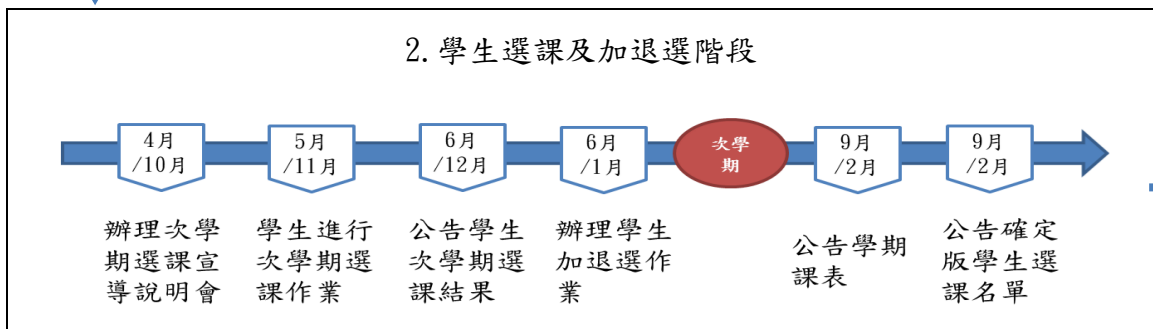 2.學生選課及加退選階段
4月
/10月
5月
/11月
6月
/12月
6月
/1月
次學
期
9月
/2月
9月
/2月
辦理次學
期選課宣
導說明會
學生進行
次學期選
課作業
公告學生
次學期選
課結果
辦理學生
加退選作
業
公告學期
課表
公告確定
版學生選
課名單